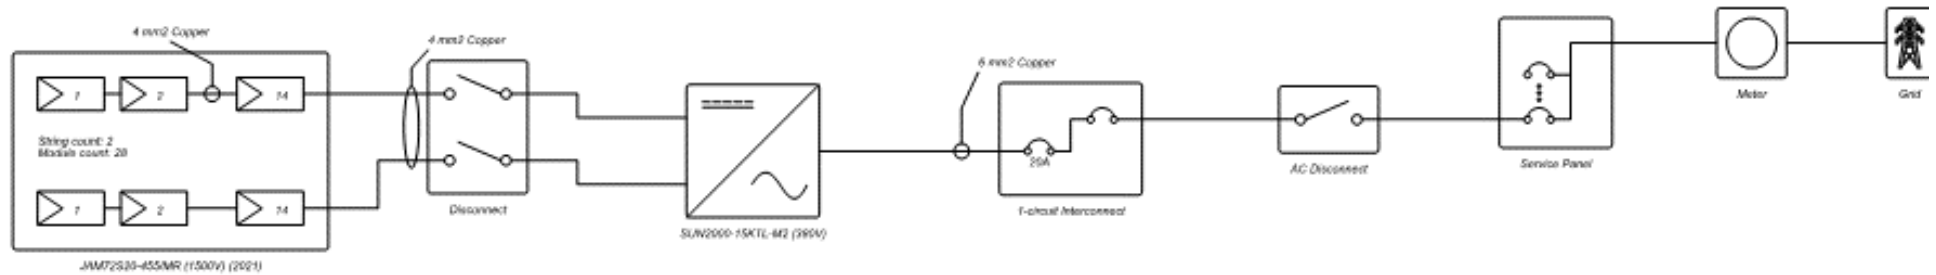 4 mm2 Copper
1
2
14
String count: 2
Module count: 28
1
2
14
JAM72S20-455/MR (1500V) (2021)
4 mm2 Copper
Disconnect
SUN2000-15KTL-M2 (380V)
6 mm2 Copper
20A
1-circuit Interconnect
AC Disconnect
Service Panel
Meter
Grid